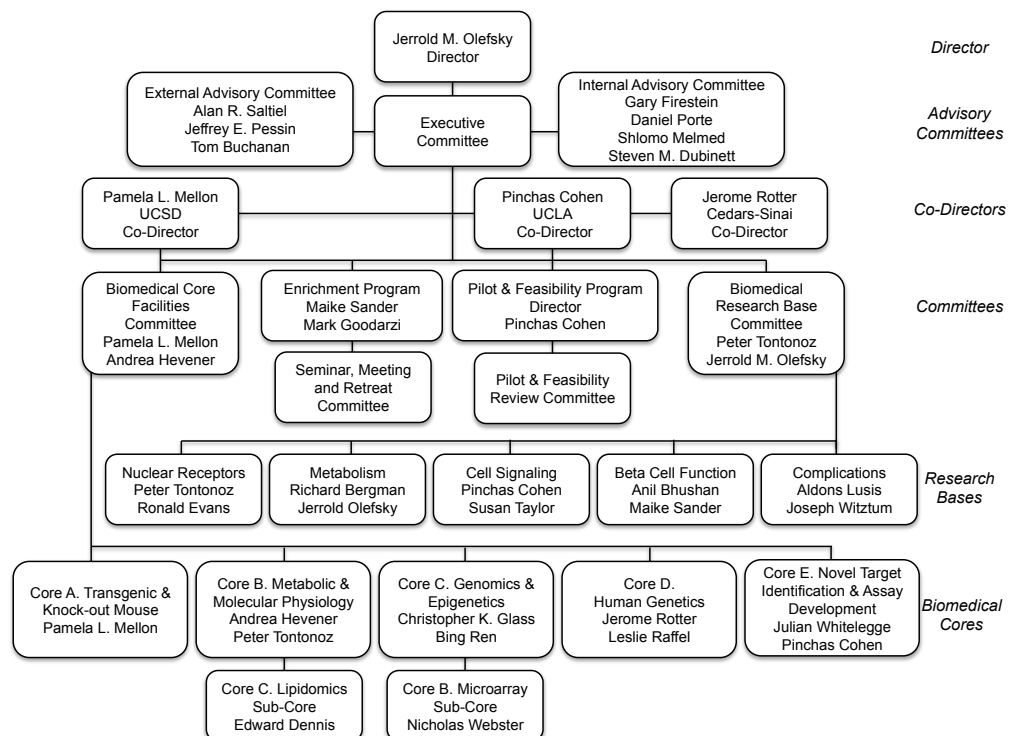 Jerrold M. Olefsky
Director
Director
External Advisory Committee
Alan R. Saltiel
Jeffrey E. Pessin
Tom Buchanan
Executive
Committee
Internal Advisory Committee
Gary Firestein
Daniel Porte
Shlomo Melmed
Steven M. Dubinett
Advisory
Committees
Pamela L. Mellon
UCSD
Co-Director
Pinchas Cohen
UCLA
Co-Director
Jerome Rotter
Cedars-Sinai
Co-Director
Co-Directors
Biomedical Core
Facilities
Committee
Pamela L. Mellon
Andrea Hevener
Enrichment Program
Maike Sander
Mark Goodarzi
Pilot & Feasibility Program
Director
Pinchas Cohen
Biomedical
Research Base
Committee
Peter Tontonoz
Jerrold M. Olefsky
Committees
Seminar, Meeting
and Retreat
Committee
Pilot & Feasibility
Review Committee
Nuclear Receptors
Peter Tontonoz
Ronald Evans
Metabolism
Richard Bergman
Jerrold Olefsky
Cell Signaling
Pinchas Cohen
Susan Taylor
Beta Cell Function
Anil Bhushan
Maike Sander
Complications
Aldons Lusis
Joseph Witztum
Research
Bases
Core A. Transgenic &
Knock-out Mouse
Pamela L. Mellon
Core B. Metabolic &
Molecular Physiology
Andrea Hevener
Peter Tontonoz
Core C. Genomics &
Epigenetics
Christopher K. Glass
Bing Ren
Core D.
Human Genetics
Jerome Rotter
Leslie Raffel
Core E. Novel Target
Identification & Assay
Development
Julian Whitelegge
Pinchas Cohen
Biomedical
Cores
Core C. Lipidomics
Sub-Core
Edward Dennis
Core B. Microarray
Sub-Core
Nicholas Webster